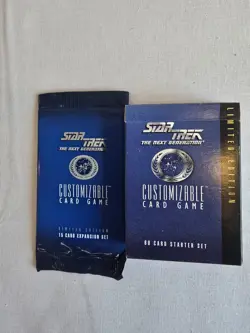 STAR
TREK
THE NEXT GENERATION
CUSTOMIZABLE
CARD GAME
LIMITED EDITION
15 CARD EXPANSION SET
STAR
TREK
THE NEXT GENERATION
CUSTOMIZABLE
CARD GAME
60 CARD STARTER SET
LIMITED EDITION